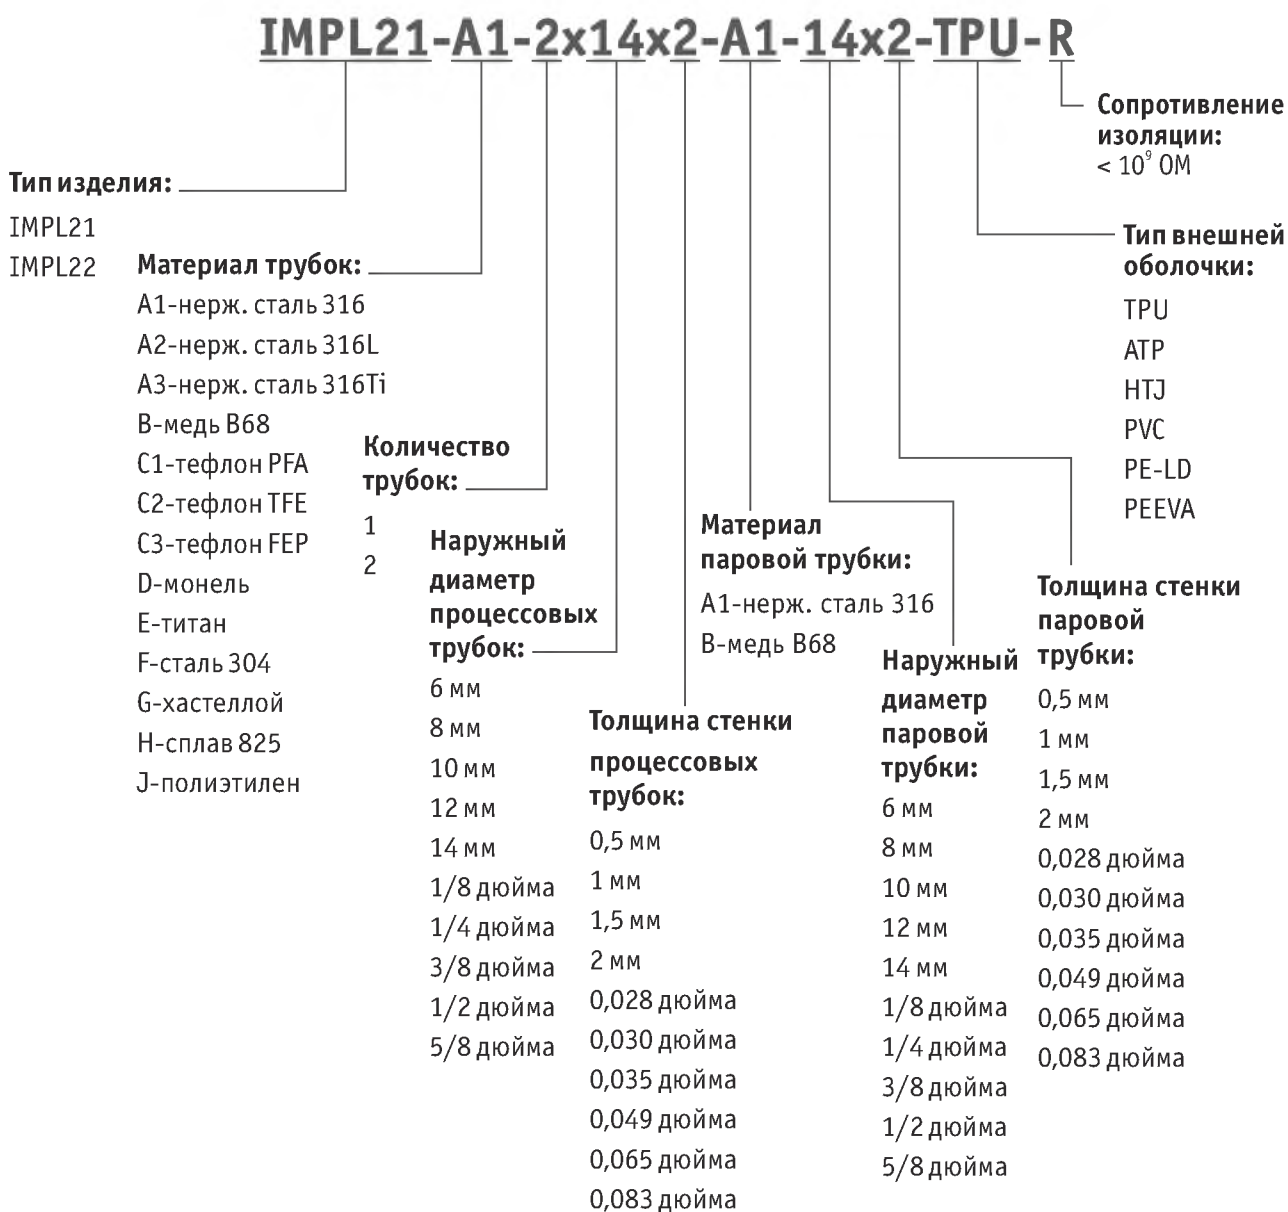 IMPL21-A1-2x14x2-A1-14x2-TPU-R
Сопротивление
изоляции:
< 10⁹ ОМ
Тип изделия:
IMPL21
IMPL22
Материал трубок:
A1-нерж. сталь 316
A2-нерж. сталь 316L
A3-нерж. сталь 316Ti
B-медь B68
C1-тефлон PFA
C2-тефлон TFE
C3-тефлон FEP
D-монель
E-титан
F-сталь 304
G-хастеллой
H-сплав 825
J-полиэтилен
Количество
трубок:
1
2
Наружный
диаметр
процессовых
трубок:
6 мм
8 мм
10 мм
12 мм
14 мм
1/8 дюйма
1/4 дюйма
3/8 дюйма
1/2 дюйма
5/8 дюйма
Толщина стенки
процессовых
трубок:
0,5 мм
1 мм
1,5 мм
2 мм
0,028 дюйма
0,030 дюйма
0,035 дюйма
0,049 дюйма
0,065 дюйма
0,083 дюйма
Материал
паровой трубки:
A1-нерж. сталь 316
B-медь B68
Наружный
диаметр
паровой
трубки:
6 мм
8 мм
10 мм
12 мм
14 мм
1/8 дюйма
1/4 дюйма
3/8 дюйма
1/2 дюйма
5/8 дюйма
Толщина стенки
паровой
трубки:
0,5 мм
1 мм
1,5 мм
2 мм
0,028 дюйма
0,030 дюйма
0,035 дюйма
0,049 дюйма
0,065 дюйма
0,083 дюйма
Тип внешней
оболочки:
TPU
ATP
HTJ
PVC
PE-LD
PEEVA